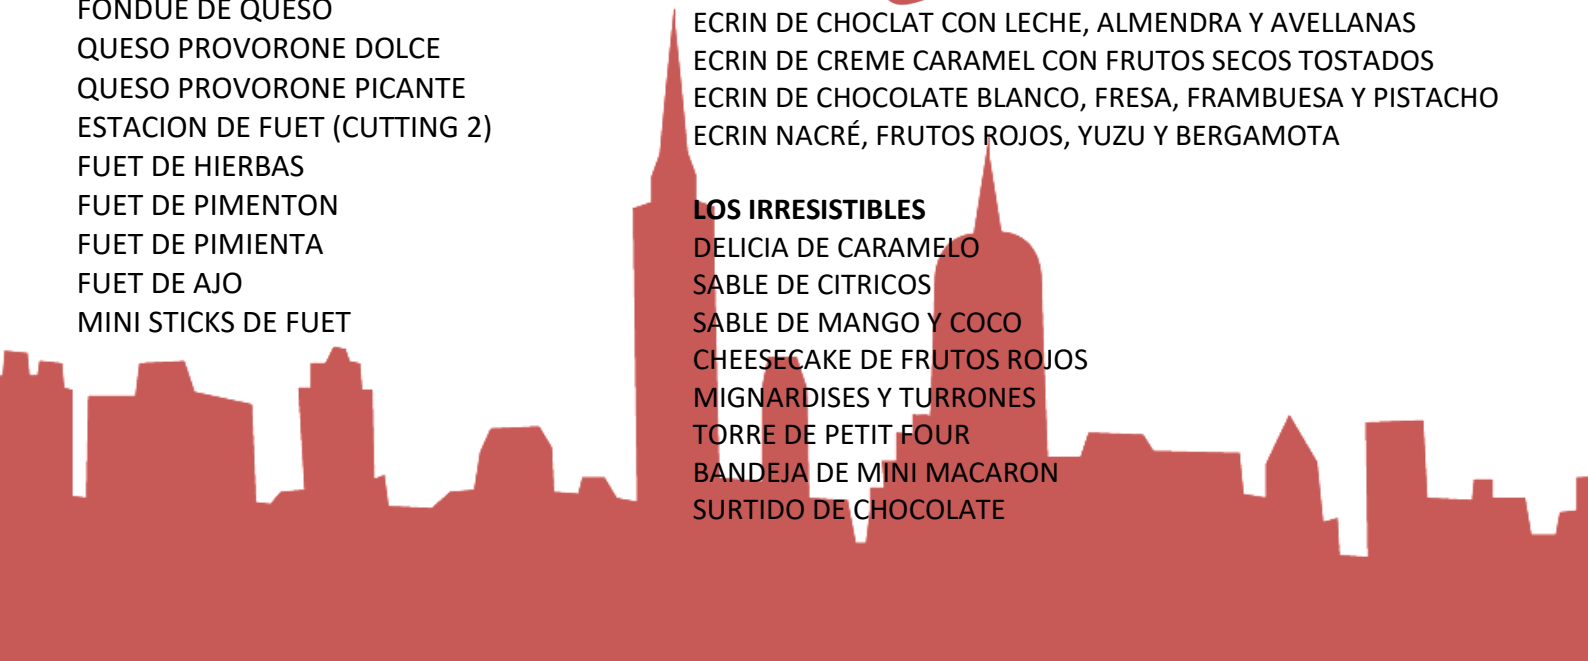 FONDUE DE QUESO
QUESO PROVORONE DOLCE
QUESO PROVORONE PICANTE
ESTACION DE FUET (CUTTING 2)
FUET DE HIERBAS
FUET DE PIMENTON
FUET DE PIMIENTA
FUET DE AJO
MINI STICKS DE FUET
ECRIN DE CHOCLAT CON LECHE, ALMENDRA Y AVELLANAS
ECRIN DE CREME CARAMEL CON FRUTOS SECOS TOSTADOS
ECRIN DE CHOCOLATE BLANCO, FRESA, FRAMBUESA Y PISTACHO
ECRIN NACRÉ, FRUTOS ROJOS, YUZU Y BERGAMOTA
LOS IRRESISTIBLES
DELICIA DE CARAMELO
SABLE DE CITRICOS
SABLE DE MANGO Y COCO
CHEESECAKE DE FRUTOS ROJOS
MIGNARDISES Y TURRONES
TORRE DE PETIT FOUR
BANDEJA DE MINI MACARON
SURTIDO DE CHOCOLATE